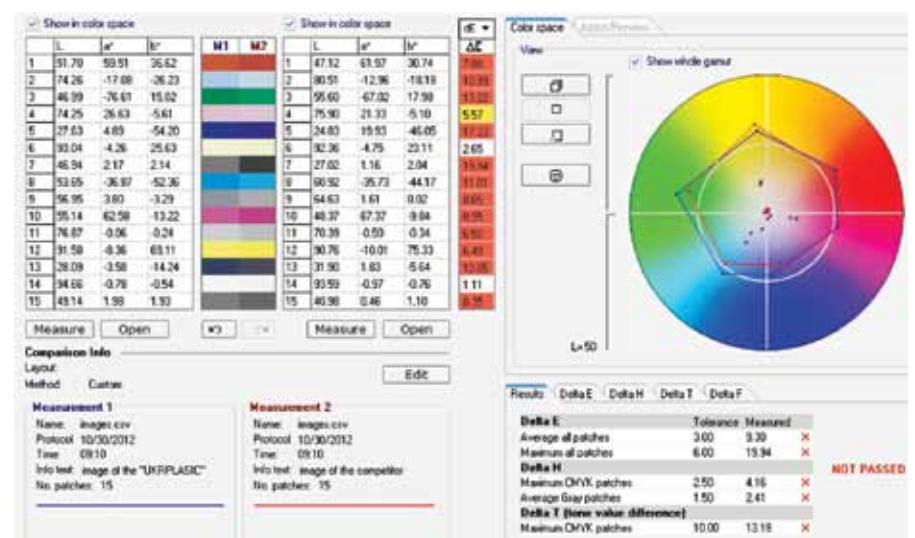 Show in color space
Show in color space
dE
L a* b* M1 M2 L a* b* ΔE
1 51.70 59.51 36.62 1 47.12 61.97 30.74
2 74.26 -17.08 -26.23 2 80.51 -12.96 -18.18
3 46.99 -76.61 15.02 3 55.60 -67.02 17.98
4 74.25 26.63 -5.61 4 75.90 21.33 -5.10 5.57
5 27.63 4.89 -54.20 5 24.83 19.93 -46.05
6 93.04 -4.26 25.63 6 92.36 -4.75 23.11 2.65
7 46.94 2.17 2.14 7 27.02 1.16 2.04 19.94
8 53.65 -36.97 -52.36 8 60.92 -35.73 -44.17 11.01
9 56.95 3.80 -3.29 9 64.63 1.61 0.02
10 55.14 62.58 -13.22 10 48.37 67.37 -9.84
11 76.87 -0.06 -0.24 11 70.39 -0.50 -0.34
12 91.58 -8.36 69.11 12 90.76 -10.01 75.33
13 28.09 -3.58 -14.24 13 31.90 1.83 -5.64
14 94.66 -0.78 -0.54 14 93.59 -0.97 -0.76 1.11
15 49.14 1.98 1.93 15 40.98 0.46 1.10
Measure Open Measure Open
Comparison Info
Layout:
Method Custom
Edit
Measurement 1
Name: images.csv
Protocol 10/30/2012
Time 09:10
Info text: image of the "UKRPLASIC"
No. patches: 15
Measurement 2
Name: images.csv
Protocol 10/30/2012
Time: 09:10
Info text: image of the competitor
No. patches: 15
Color space
View
Show whole gamut
L=50
Results Delta E Delta H Delta T Delta F
Delta E Tolerance Measured
Average all patches 3.00 9.39
Maximum all patches 6.00 19.94
Delta H
Maximum CMYK patches 2.50 4.16
Average Gray patches 1.50 2.41
Delta T (tone value difference)
Maximum CMYK patches 10.00 13.18
NOT PASSED